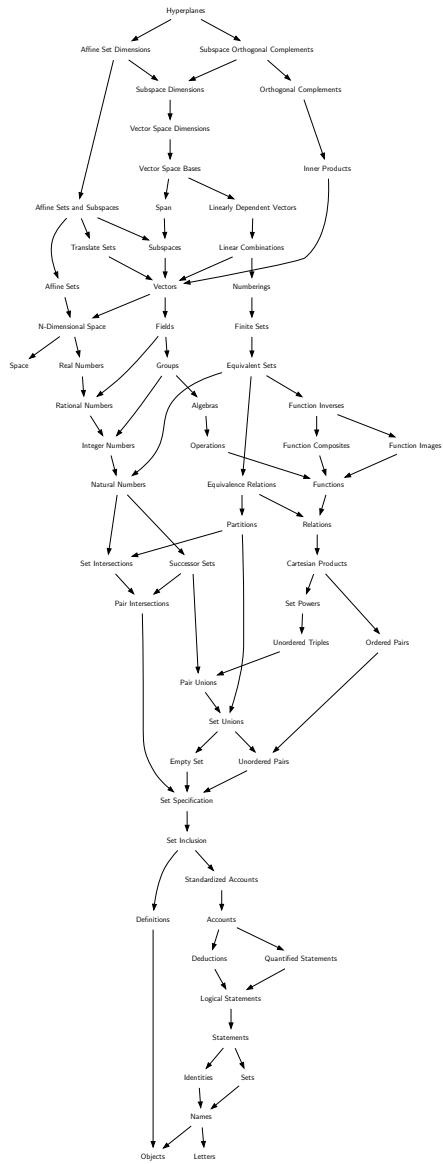 Hyperplanes
Affine Set Dimensions
Subspace Orthogonal Complements
Subspace Dimensions
Orthogonal Complements
Vector Space Dimensions
Vector Space Bases
Inner Products
Affine Sets and Subspaces
Span
Linearly Dependent Vectors
Translate Sets
Subspaces
Linear Combinations
Affine Sets
Vectors
Numberings
N-Dimensional Space
Fields
Finite Sets
Space
Real Numbers
Groups
Equivalent Sets
Rational Numbers
Algebras
Function Inverses
Integer Numbers
Operations
Function Composites
Function Images
Natural Numbers
Equivalence Relations
Functions
Partitions
Relations
Set Intersections
Successor Sets
Cartesian Products
Pair Intersections
Set Powers
Unordered Triples
Ordered Pairs
Pair Unions
Set Unions
Empty Set
Unordered Pairs
Set Specification
Set Inclusion
Standardized Accounts
Definitions
Accounts
Deductions
Quantified Statements
Logical Statements
Statements
Identities
Sets
Names
Objects
Letters